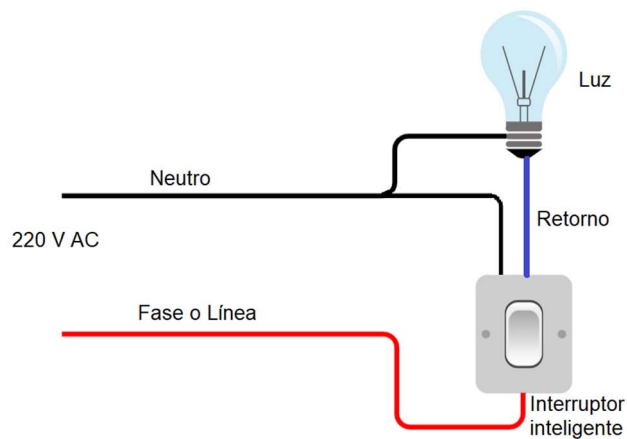 Luz
Neutro
Retorno
220 V AC
Fase o Línea
Interruptor
inteligente